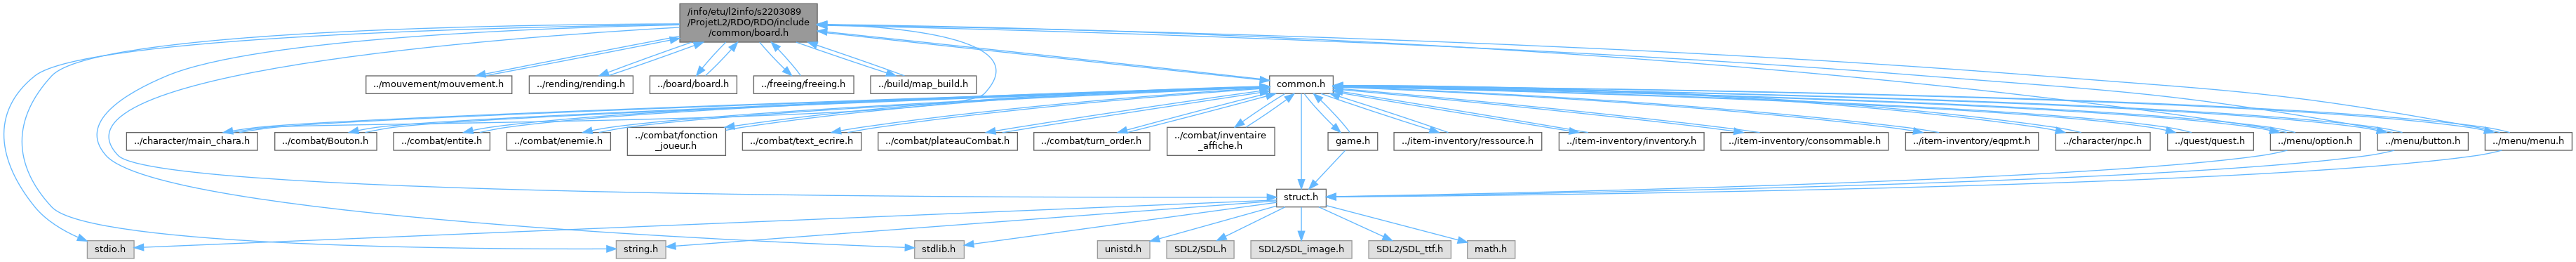 /info/etu/l2info/s2203089
/ProjetL2/RDO/RDO/include
/common/board.h
../mouvement/mouvement.h
../rending/rending.h
../board/board.h
../freeing/freeing.h
../build/map_build.h
common.h
../character/main_chara.h
../combat/Bouton.h
../combat/entite.h
../combat/enemie.h
../combat/fonction
_joueur.h
../combat/text_ecrire.h
../combat/plateauCombat.h
../combat/turn_order.h
../combat/inventaire
_affiche.h
game.h
../item-inventory/ressource.h
../item-inventory/inventory.h
../item-inventory/consommable.h
../item-inventory/eqpmt.h
../character/npc.h
../quest/quest.h
../menu/option.h
../menu/button.h
../menu/menu.h
struct.h
stdio.h
string.h
stdlib.h
unistd.h
SDL2/SDL.h
SDL2/SDL_image.h
SDL2/SDL_ttf.h
math.h